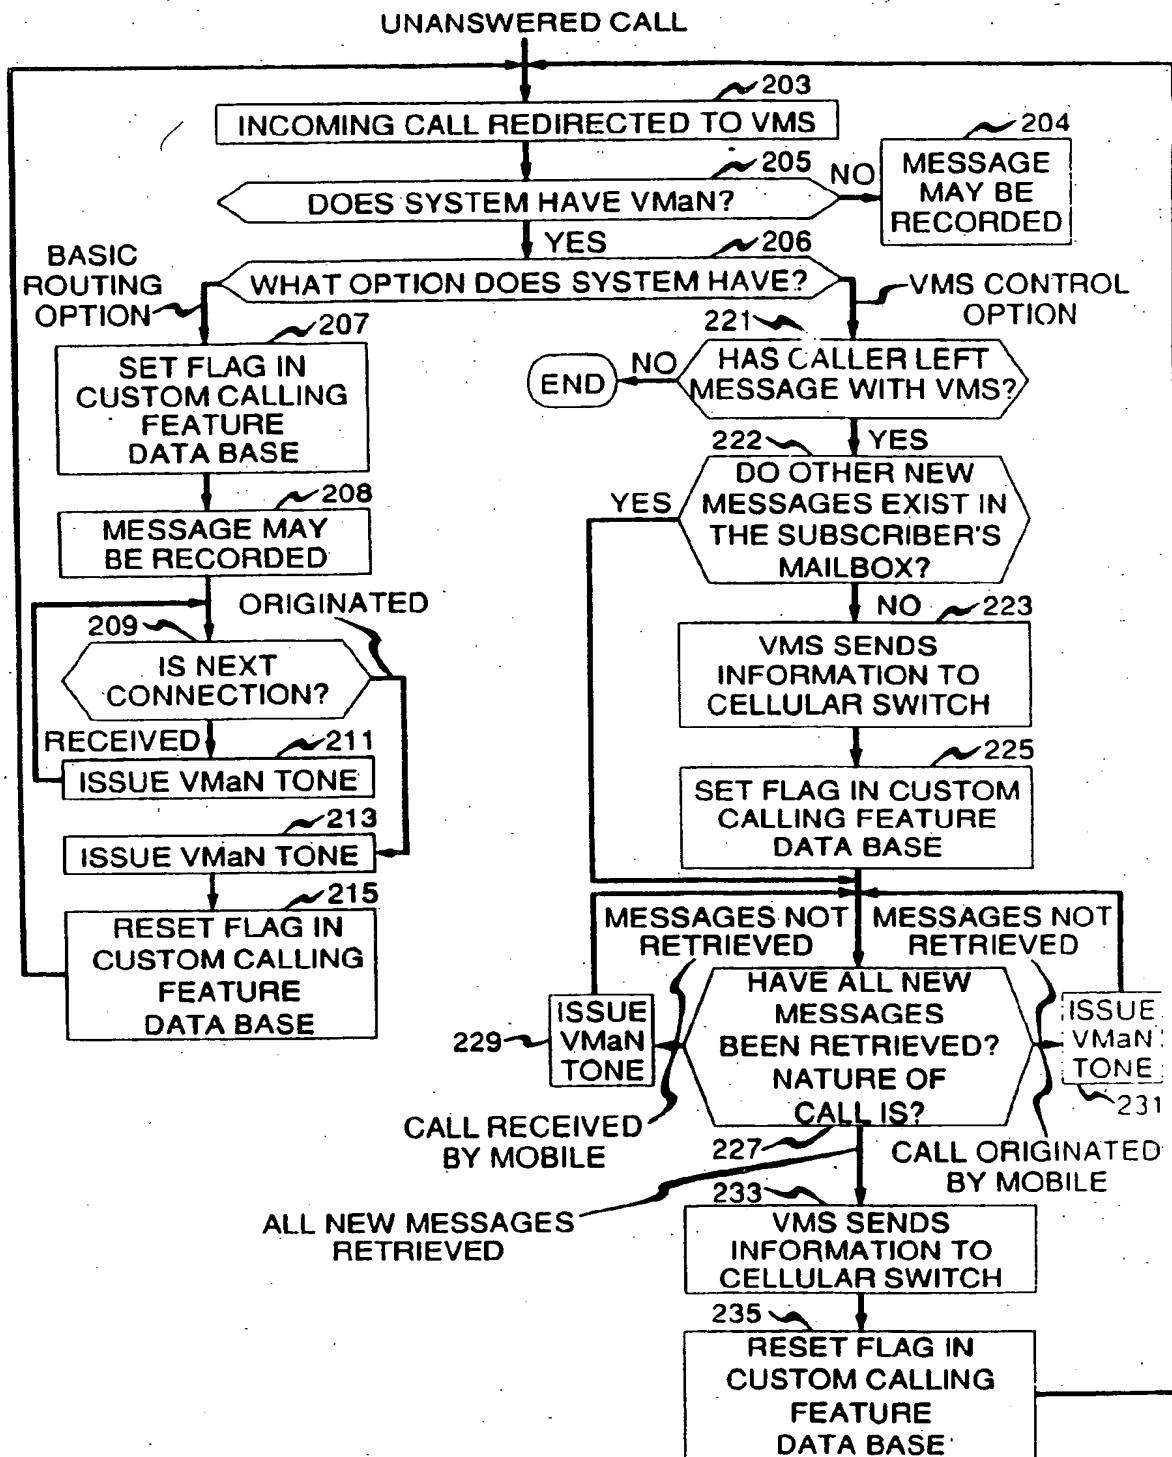 UNANSWERED CALL
203
INCOMING CALL REDIRECTED TO VMS
204
MESSAGE
MAY BE
RECORDED
205
NO
DOES SYSTEM HAVE VMaN?
YES
206
WHAT OPTION DOES SYSTEM HAVE?
BASIC
ROUTING
OPTION
VMS CONTROL
OPTION
207
SET FLAG IN
CUSTOM CALLING
FEATURE
DATA BASE
208
MESSAGE MAY
BE RECORDED
ORIGINATED
209
IS NEXT
CONNECTION?
RECEIVED
211
ISSUE VMaN TONE
213
ISSUE VMaN TONE
215
RESET FLAG IN
CUSTOM CALLING
FEATURE
DATA BASE
221
HAS CALLER LEFT
MESSAGE WITH VMS?
NO
END
YES
222
DO OTHER NEW
MESSAGES EXIST IN
THE SUBSCRIBER'S
MAILBOX?
YES
NO
223
VMS SENDS
INFORMATION TO
CELLULAR SWITCH
225
SET FLAG IN CUSTOM
CALLING FEATURE
DATA BASE
MESSAGES NOT
RETRIEVED
MESSAGES NOT
RETRIEVED
HAVE ALL NEW
MESSAGES
BEEN RETRIEVED?
NATURE OF
CALL IS?
227
229
ISSUE
VMaN
TONE
ISSUE
VMaN
TONE
231
CALL RECEIVED
BY MOBILE
CALL ORIGINATED
BY MOBILE
ALL NEW MESSAGES
RETRIEVED
233
VMS SENDS
INFORMATION TO
CELLULAR SWITCH
235
RESET FLAG IN
CUSTOM CALLING
FEATURE
DATA BASE